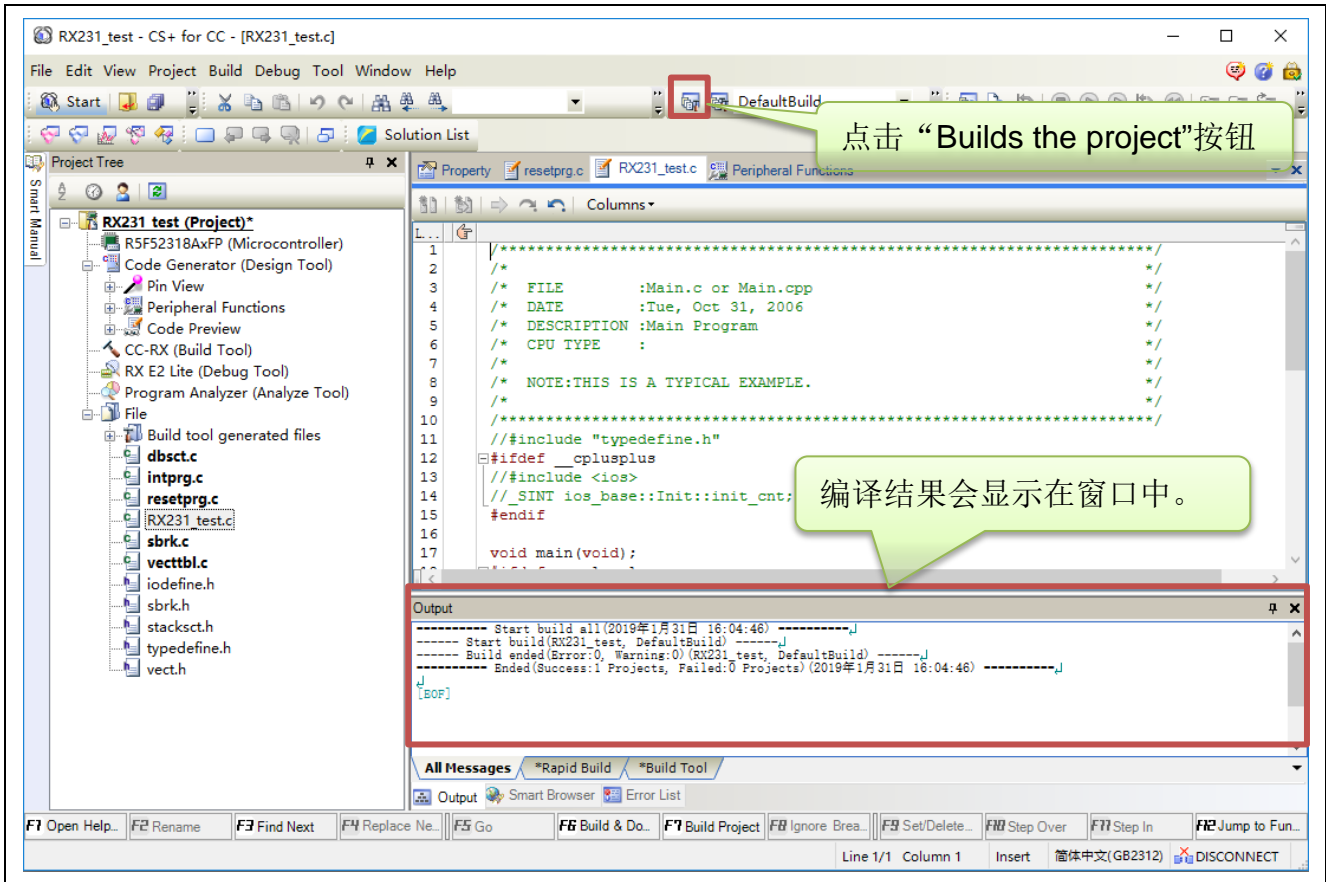 RX231_test - CS+ for CC - [RX231_test.c]
File Edit View Project Build Debug Tool Window Help
Start
DefaultBuild
Solution List
点击“Builds the project”按钮
Smart Manual
Project Tree
RX231 test (Project)*
R5F52318AxFP (Microcontroller)
Code Generator (Design Tool)
Pin View
Peripheral Functions
Code Preview
CC-RX (Build Tool)
RX E2 Lite (Debug Tool)
Program Analyzer (Analyze Tool)
File
Build tool generated files
dbsct.c
intprg.c
resetprg.c
RX231_test.c
sbrk.c
vecttbl.c
iodefine.h
sbrk.h
stacksct.h
typedefine.h
vect.h
Property resetprg.c RX231_test.c Peripheral Functions
Columns
L...
1 /***********************************************************************/
2 /* */
3 /* FILE :Main.c or Main.cpp */
4 /* DATE :Tue, Oct 31, 2006 */
5 /* DESCRIPTION :Main Program */
6 /* CPU TYPE : */
7 /* */
8 /* NOTE:THIS IS A TYPICAL EXAMPLE. */
9 /* */
10 /***********************************************************************/
11 //#include "typedefine.h"
12 #ifdef __cplusplus
13 //#include <ios>
14 //_SINT ios_base::Init::init_cnt;
15 #endif
16
17 void main(void);
编译结果会显示在窗口中。
Output
---------- Start build all(2019年1月31日 16:04:46) ----------
------ Start build(RX231_test, DefaultBuild) ------
------ Build ended(Error:0, Warning:0)(RX231_test, DefaultBuild) ------
---------- Ended(Success:1 Projects, Failed:0 Projects)(2019年1月31日 16:04:46) ----------
[EOF]
All Messages *Rapid Build *Build Tool
Output Smart Browser Error List
F1 Open Help... F2 Rename F3 Find Next F4 Replace Ne... F5 Go F6 Build & Do... F7 Build Project F8 Ignore Brea... F9 Set/Delete... F10 Step Over F11 Step In F12 Jump to Fun...
Line 1/1 Column 1 Insert 简体中文(GB2312) DISCONNECT